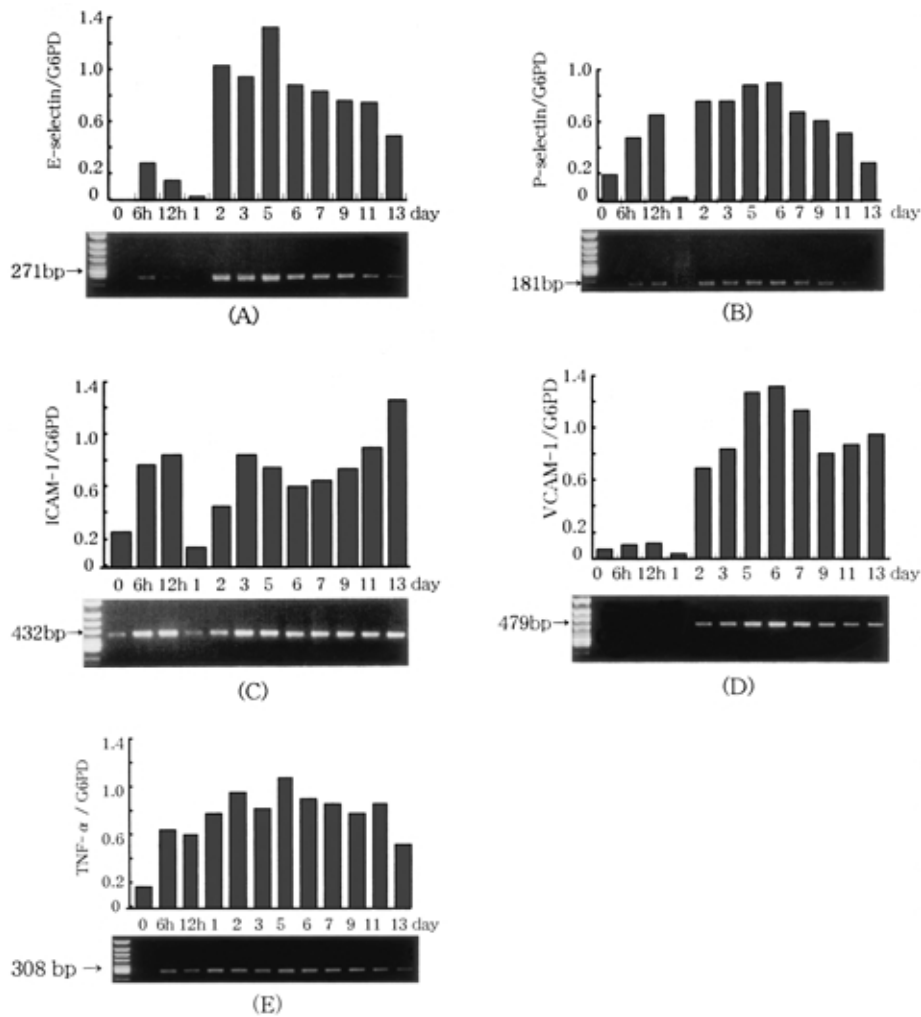 E-selectin/G6PD
1.4
1.0
0.6
0.2
0
0 6h 12h 1 2 3 5 6 7 9 11 13 day
271bp→
(A)
P-selectin/G6PD
1.4
1.0
0.6
0.2
0
0 6h 12h 1 2 3 5 6 7 9 11 13 day
181bp→
(B)
ICAM-1/G6PD
1.4
1.0
0.6
0.2
0
0 6h 12h 1 2 3 5 6 7 9 11 13 day
432bp→
(C)
VCAM-1/G6PD
1.4
1.0
0.6
0.2
0
0 6h 12h 1 2 3 5 6 7 9 11 13 day
479bp→
(D)
TNF-α / G6PD
1.4
1.0
0.6
0.2
0
0 6h 12h 1 2 3 5 6 7 9 11 13 day
308 bp →
(E)